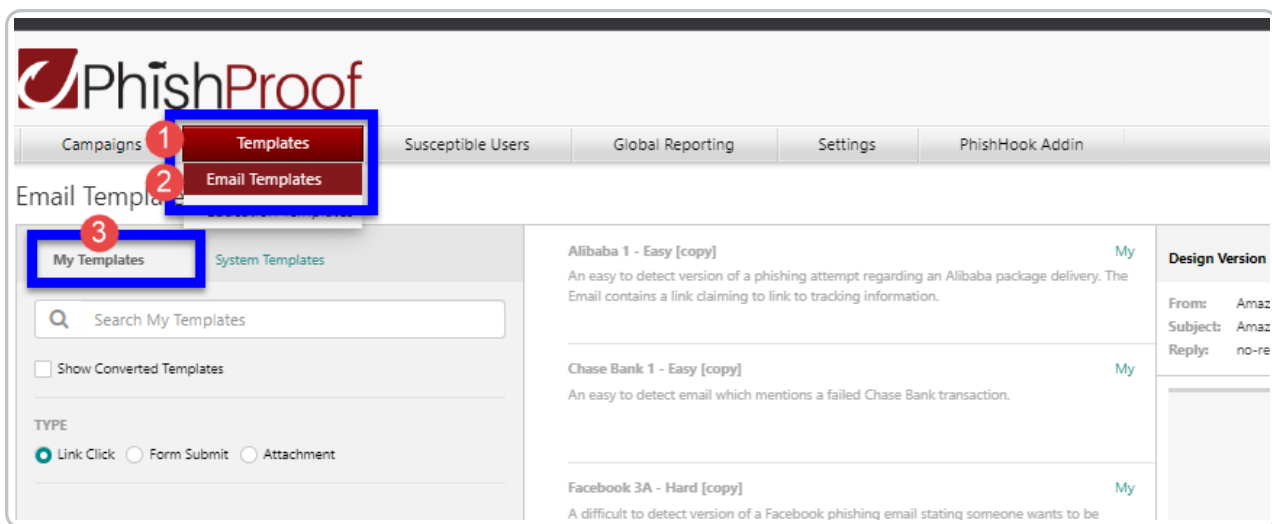 PhishProof
Campaigns
1
Templates
Susceptible Users
Global Reporting
Settings
PhishHook Addin
2
Email Templates
Email Template
3
My Templates
System Templates
Search My Templates
Show Converted Templates
TYPE
Link Click
Form Submit
Attachment
Alibaba 1 - Easy [copy]
My
An easy to detect version of a phishing attempt regarding an Alibaba package delivery. The
Email contains a link claiming to link to tracking information.
Chase Bank 1 - Easy [copy]
My
An easy to detect email which mentions a failed Chase Bank transaction.
Facebook 3A - Hard [copy]
My
A difficult to detect version of a Facebook phishing email stating someone wants to be
Design Version
From: Amaz
Subject: Amaz
Reply: no-re